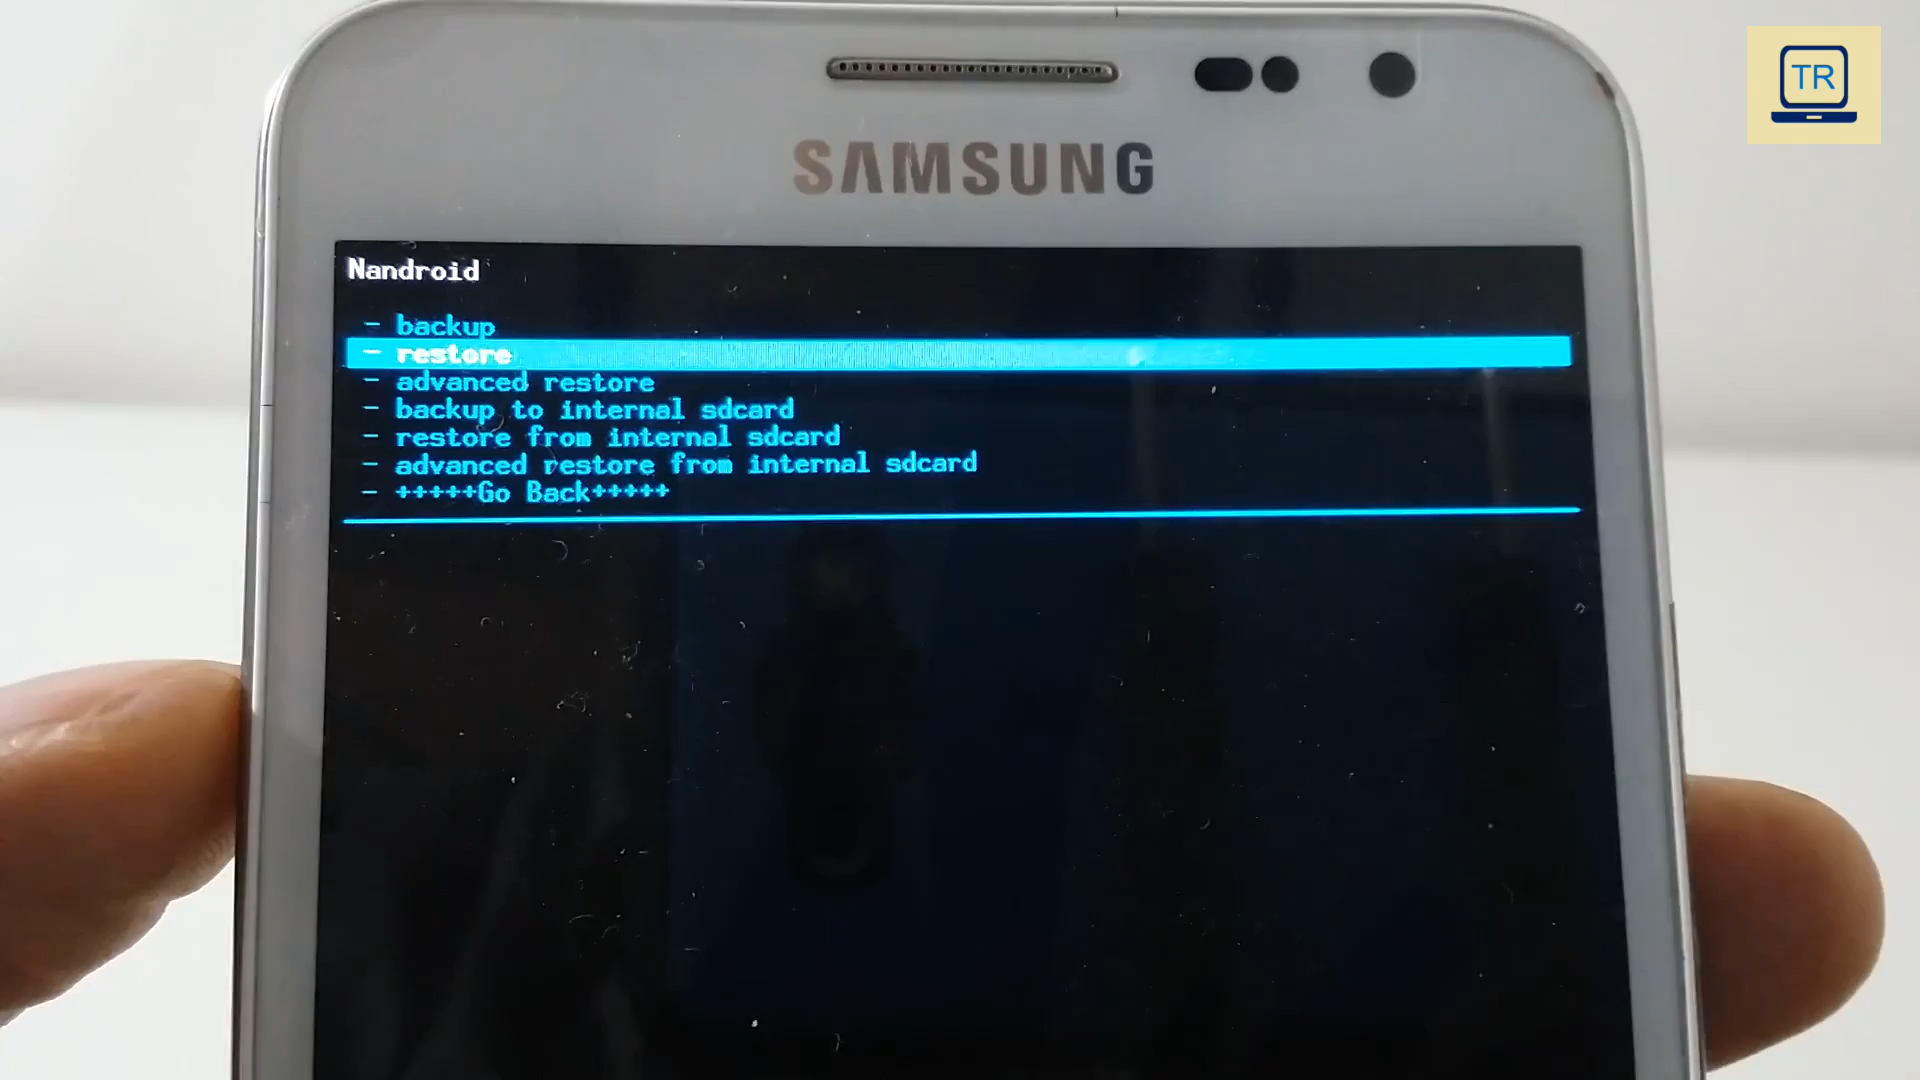 TR
SAMSUNG
Nandroid
- backup
- restore
- advanced restore
- backup to internal sdcard
- restore from internal sdcard
- advanced restore from internal sdcard
- +++++Go Back+++++